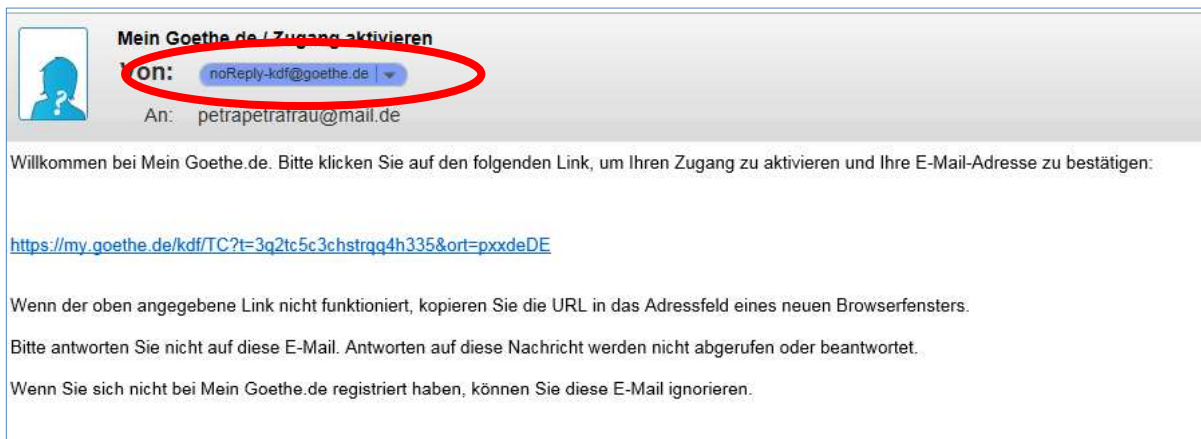 Mein Goethe.de / Zugang aktivieren
Von: noReply-kdf@goethe.de
An: petrapetrafrau@mail.de
Willkommen bei Mein Goethe.de. Bitte klicken Sie auf den folgenden Link, um Ihren Zugang zu aktivieren und Ihre E-Mail-Adresse zu bestätigen:
https://my.goethe.de/kdf/TC?t=3q2tc5c3chstrqq4h335&ort=pxxdeDE
Wenn der oben angegebene Link nicht funktioniert, kopieren Sie die URL in das Adressfeld eines neuen Browserfensters.
Bitte antworten Sie nicht auf diese E-Mail. Antworten auf diese Nachricht werden nicht abgerufen oder beantwortet.
Wenn Sie sich nicht bei Mein Goethe.de registriert haben, können Sie diese E-Mail ignorieren.